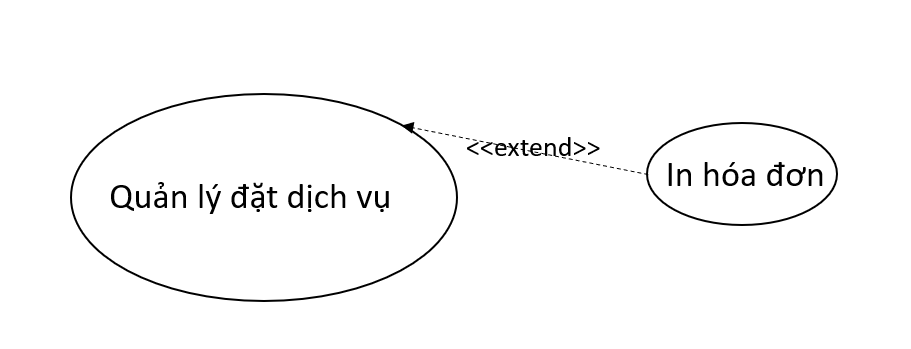 Quản lý đặt dịch vụ
<<extend>>
In hóa đơn